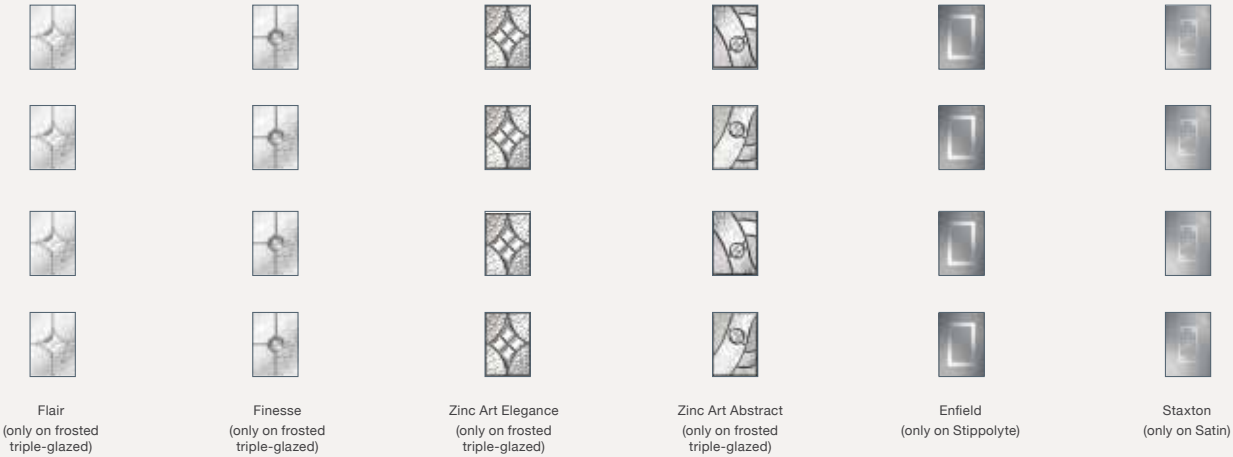 Flair
(only on frosted
triple-glazed)
Finesse
(only on frosted
triple-glazed)
Zinc Art Elegance
(only on frosted
triple-glazed)
Zinc Art Abstract
(only on frosted
triple-glazed)
Enfield
(only on Stippolyte)
Staxton
(only on Satin)